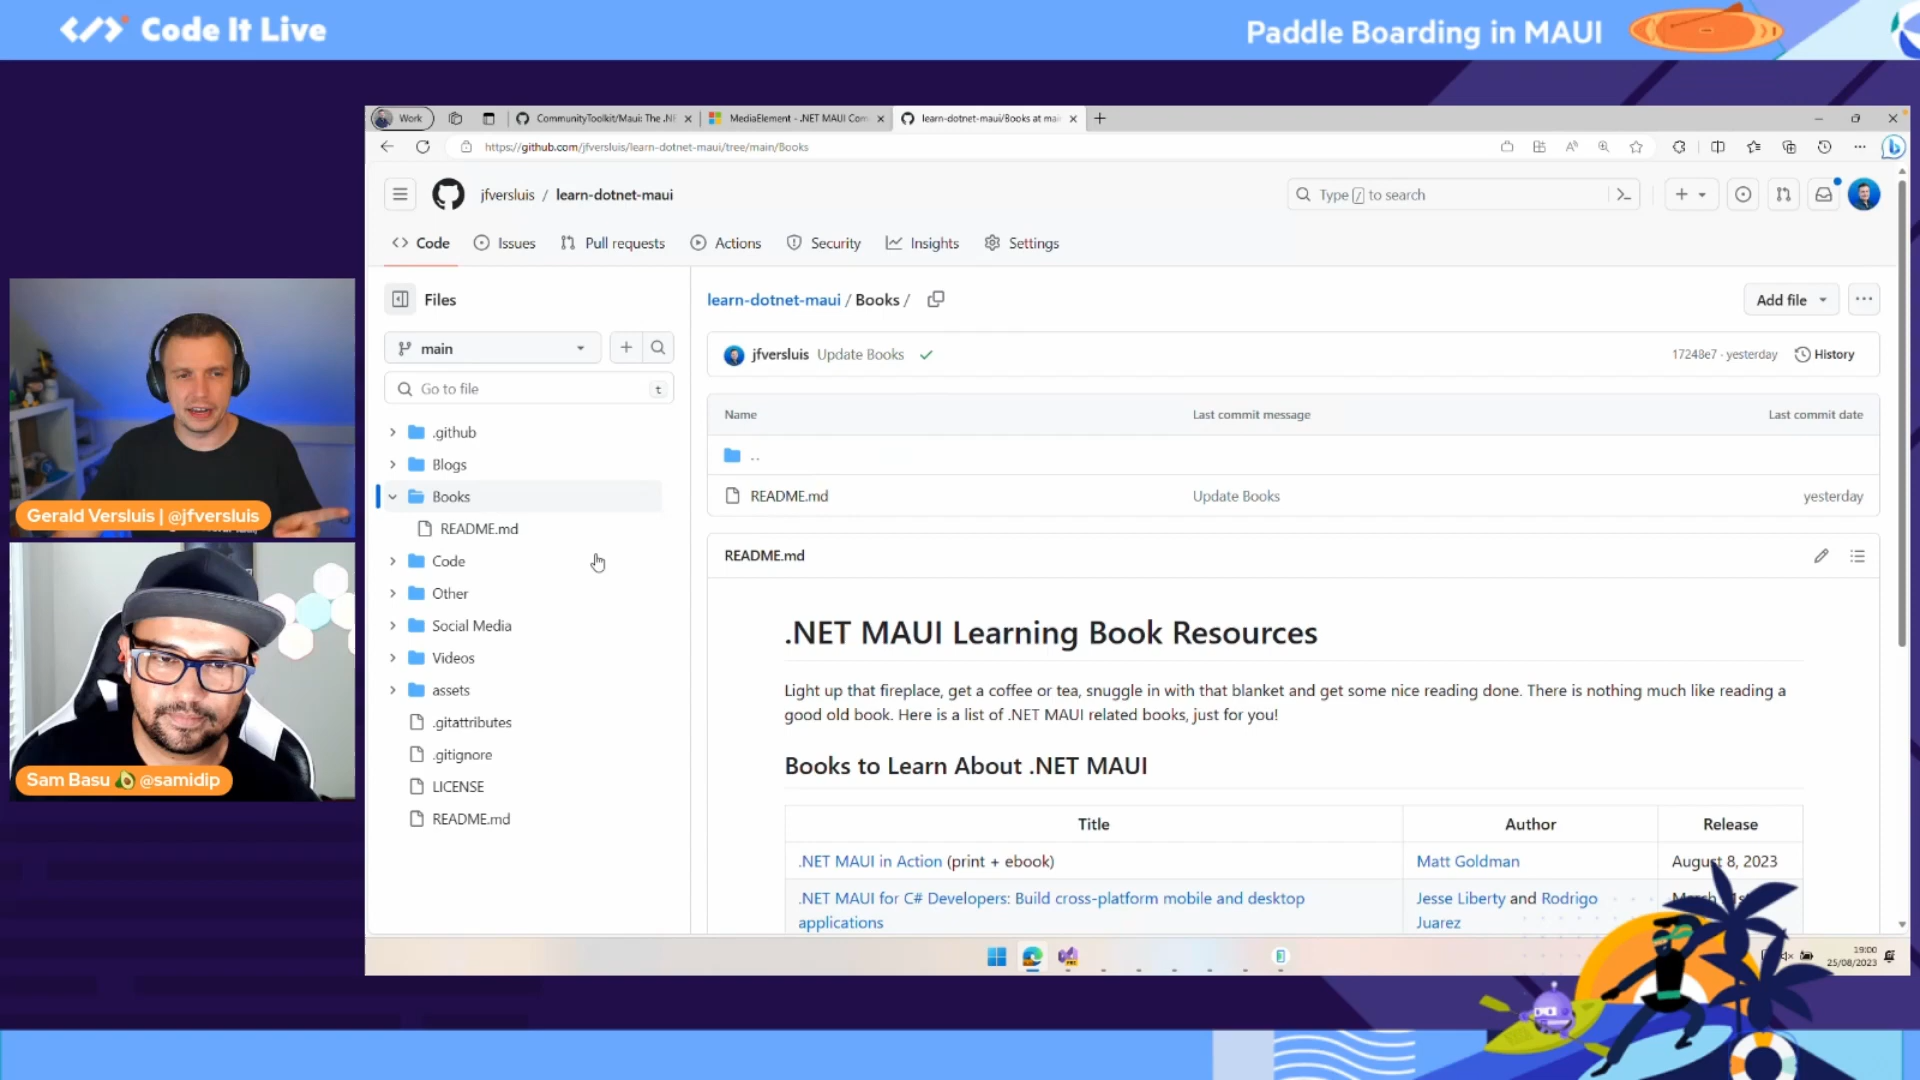 Code It Live
Paddle Boarding in MAUI
Work
CommunityToolkit/Maui: The .NE
MediaElement - .NET MAUI Com
learn-dotnet-maui/Books at mai
https://github.com/jfversluis/learn-dotnet-maui/tree/main/Books
jfversluis / learn-dotnet-maui
Type / to search
Code
Issues
Pull requests
Actions
Security
Insights
Settings
Files
main
Go to file
t
.github
Blogs
Books
README.md
Code
Other
Social Media
Videos
assets
.gitattributes
.gitignore
LICENSE
README.md
learn-dotnet-maui / Books /
Add file
jfversluis Update Books
17248e7 · yesterday
History
Name
Last commit message
Last commit date
..
README.md
Update Books
yesterday
README.md
.NET MAUI Learning Book Resources
Light up that fireplace, get a coffee or tea, snuggle in with that blanket and get some nice reading done. There is nothing much like reading a
good old book. Here is a list of .NET MAUI related books, just for you!
Books to Learn About .NET MAUI
Title
Author
Release
.NET MAUI in Action (print + ebook)
Matt Goldman
August 8, 2023
.NET MAUI for C# Developers: Build cross-platform mobile and desktop
applications
Jesse Liberty and Rodrigo
Juarez
19:00
25/08/2023
Gerald Versluis | @jfversluis
Sam Basu 🥑 @samidip